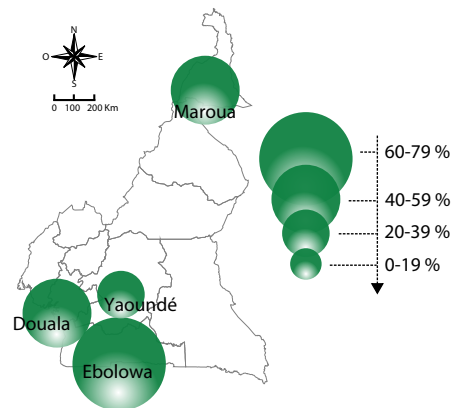 N
O E
S
0 100 200 Km
Maroua
60-79 %
40-59 %
20-39 %
0-19 %
Yaoundé
Douala
Ebolowa